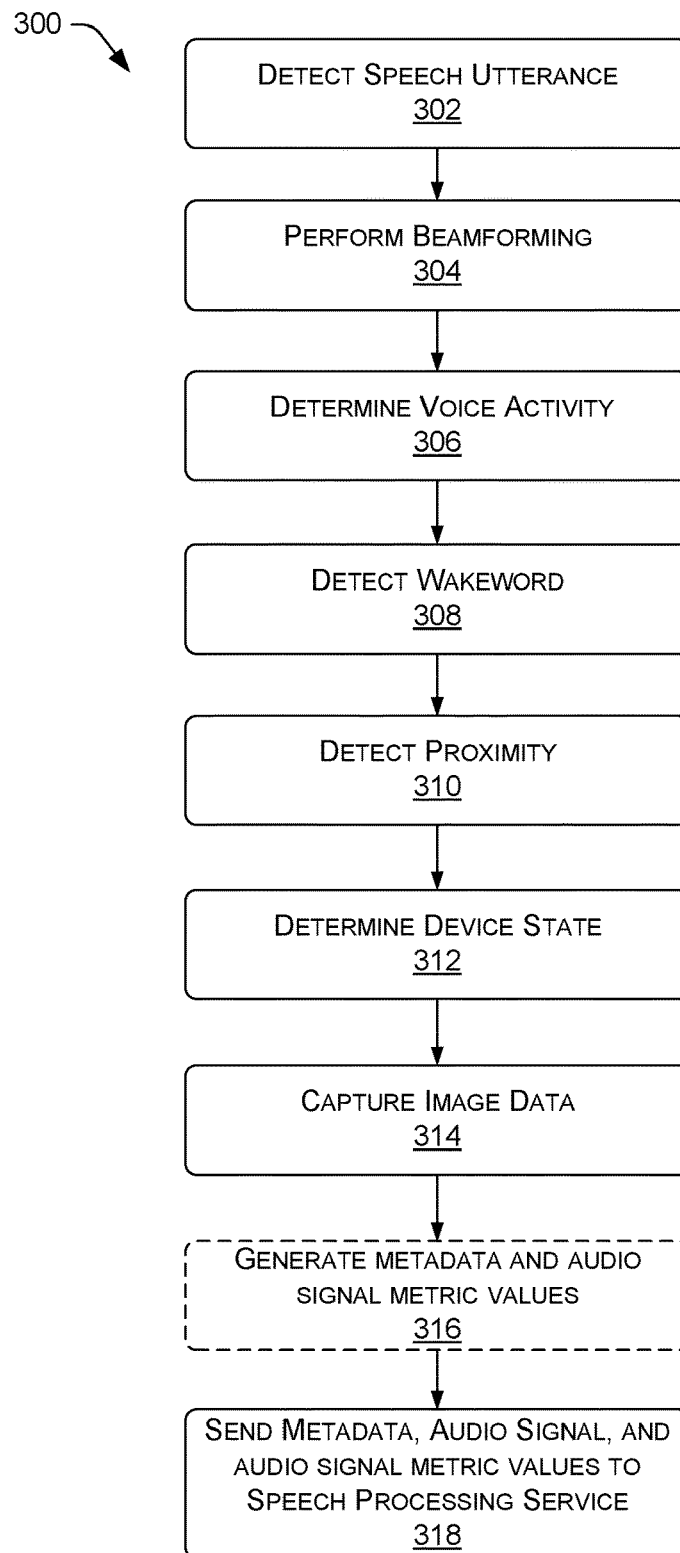 300
DETECT SPEECH UTTERANCE
302
PERFORM BEAMFORMING
304
DETERMINE VOICE ACTIVITY
306
DETECT WAKEWORD
308
DETECT PROXIMITY
310
DETERMINE DEVICE STATE
312
CAPTURE IMAGE DATA
314
GENERATE METADATA AND AUDIO
SIGNAL METRIC VALUES
316
SEND METADATA, AUDIO SIGNAL, AND
AUDIO SIGNAL METRIC VALUES TO
SPEECH PROCESSING SERVICE
318